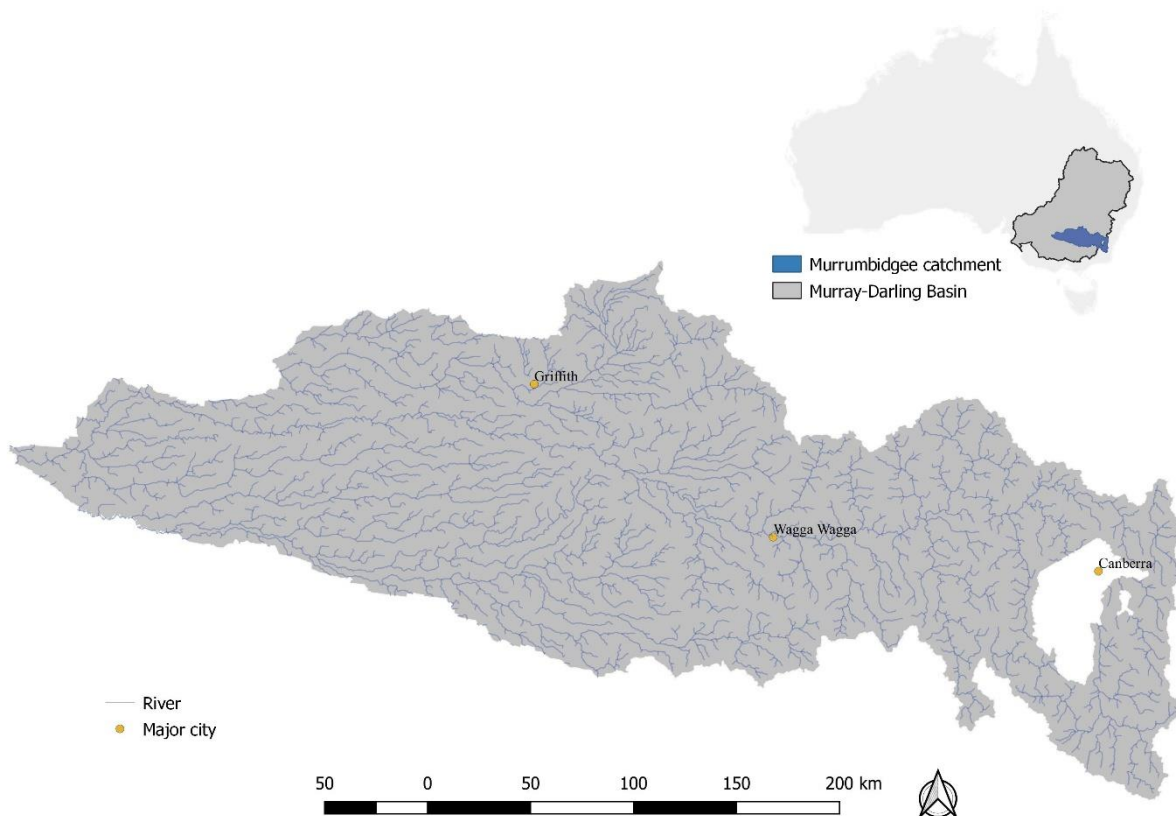 Murrumbidgee catchment
Murray-Darling Basin
Griffith
Wagga Wagga
Canberra
River
Major city
50 0 50 100 150 200 km